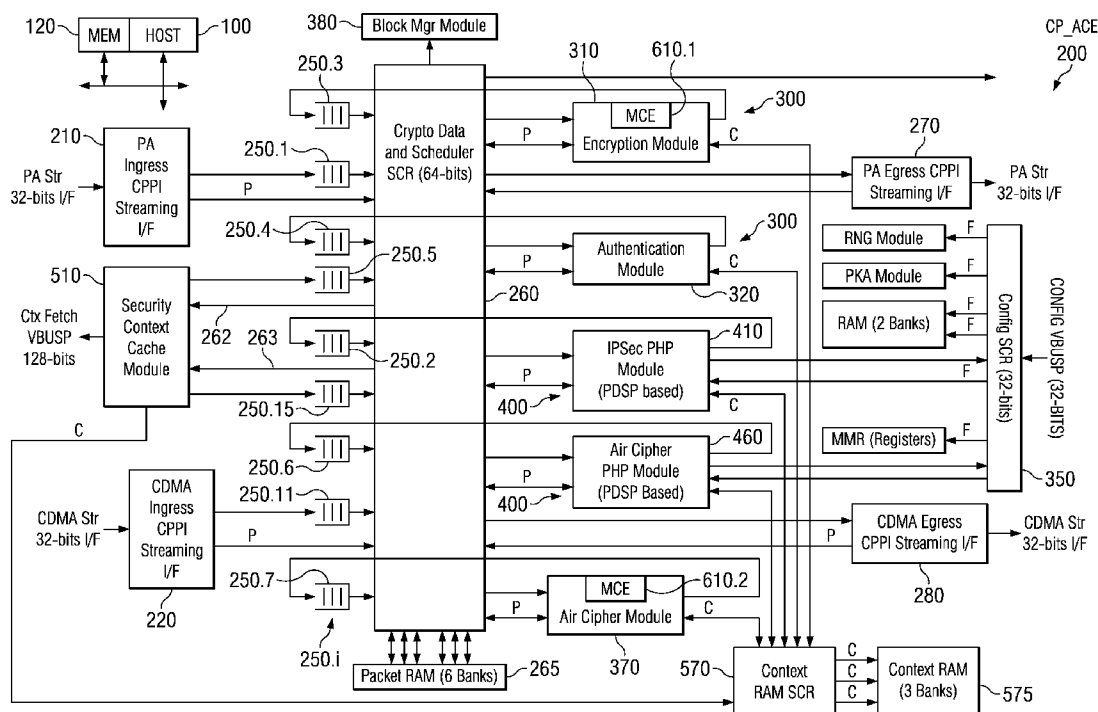 120
MEM
HOST
100
380
Block Mgr Module
CP_ACE
200
250.3
310
610.1
300
MCE
Encryption Module
P
C
210
PA
Ingress
CPPI
Streaming
I/F
PA Str
32-bits I/F
250.1
P
Crypto Data
and Scheduler
SCR (64-bits)
270
PA Egress CPPI
Streaming I/F
PA Str
32-bits I/F
250.4
250.5
300
Authentication
Module
P
C
320
260
RNG Module
F
PKA Module
F
RAM (2 Banks)
F
F
Config SCR (32-bits)
CONFIG VBUSP (32-BITS)
510
Security
Context
Cache
Module
Ctx Fetch
VBUSP
128-bits
262
263
250.2
250.15
410
IPSec PHP
Module
(PDSP based)
P
400
F
C
C
250.6
250.11
460
Air Cipher
PHP Module
(PDSP Based)
P
400
MMR (Registers)
F
350
CDMA
Ingress
CPPI
Streaming
I/F
CDMA Str
32-bits I/F
P
220
CDMA Egress
CPPI Streaming I/F
P
CDMA Str
32-bits I/F
280
250.7
250.i
MCE
610.2
Air Cipher Module
P
C
370
Packet RAM (6 Banks)
265
570
Context
RAM SCR
C
C
C
Context RAM
(3 Banks)
575